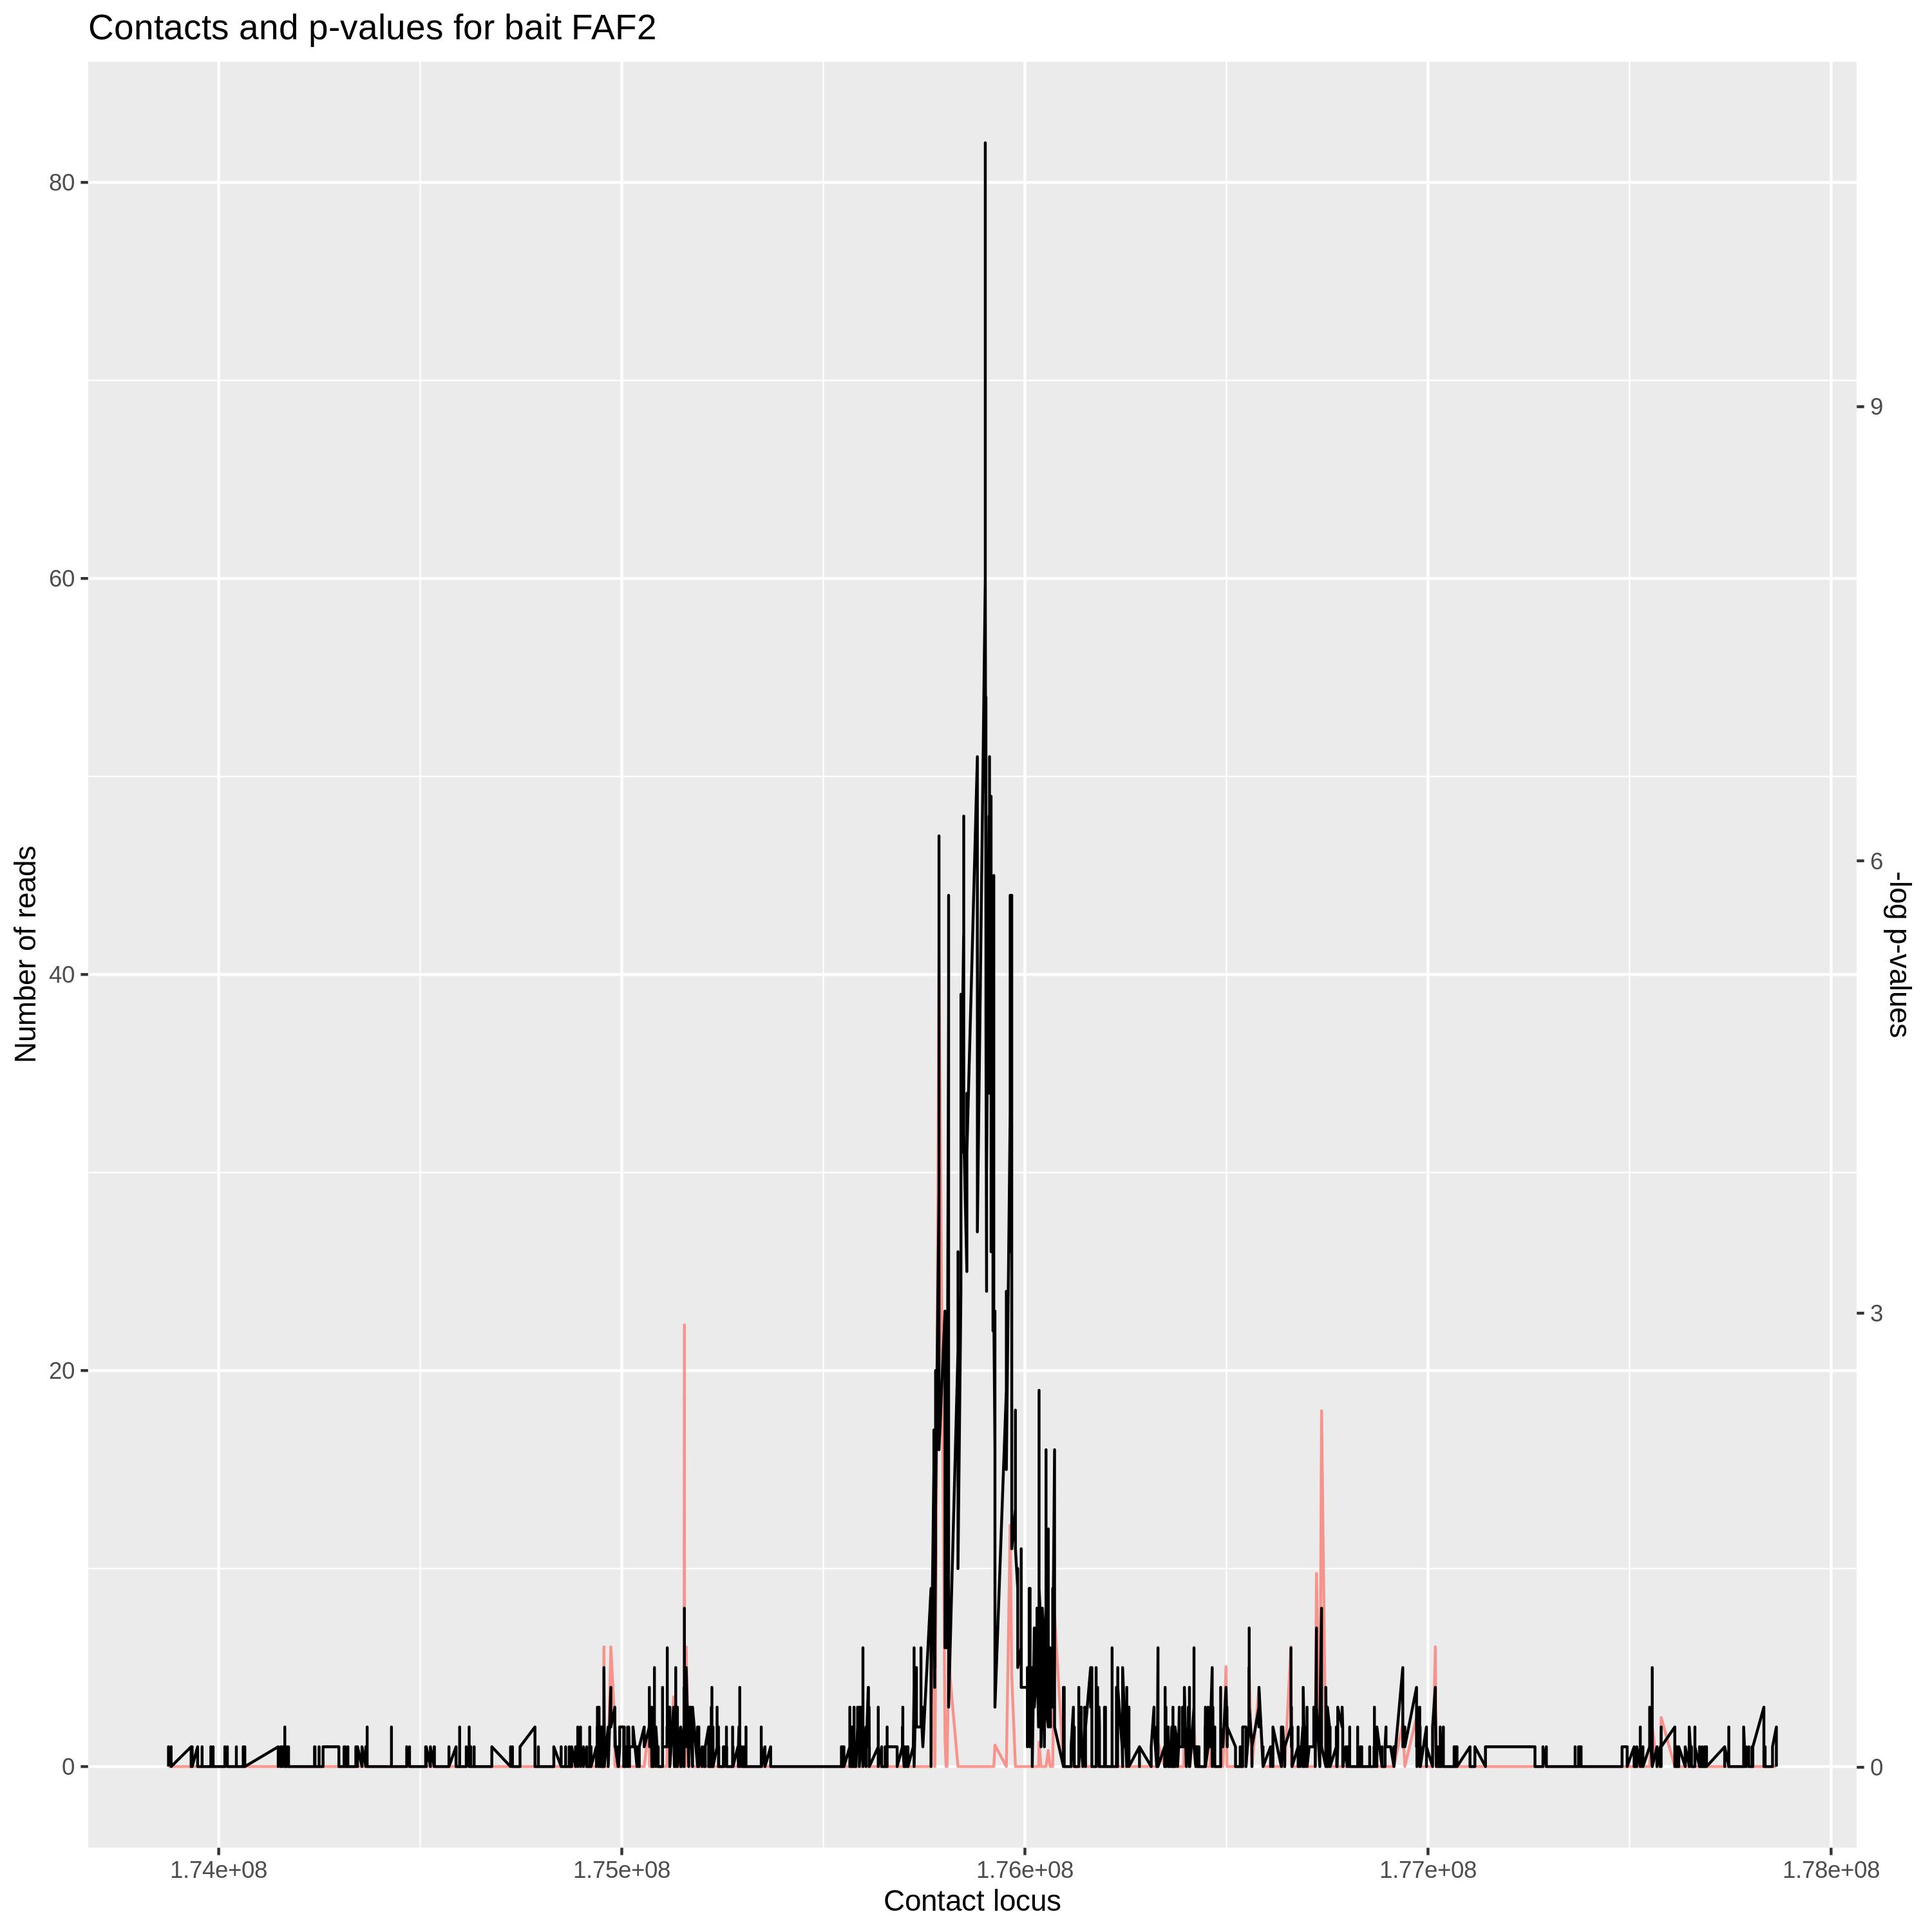 Contacts and p-values for bait FAF2
80
60
40
20
0
Number of reads
9
6
3
0
-log p-values
1.74e+08 1.75e+08 1.76e+08 1.77e+08 1.78e+08
Contact locus